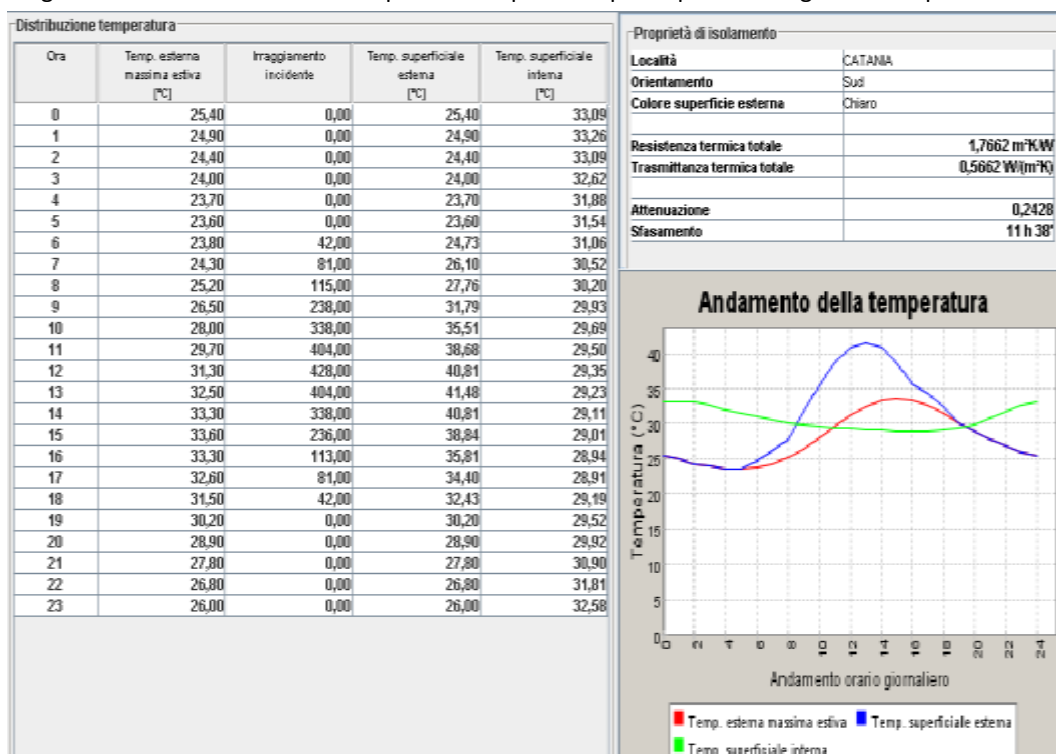 Distribuzione temperatura
Ora Temp. esterna massima estiva [°C] Irraggiamento incidente Temp. superficiale esterna [°C] Temp. superficiale interna [°C]
0 25,40 0,00 25,40 33,09
1 24,90 0,00 24,90 33,26
2 24,40 0,00 24,40 33,09
3 24,00 0,00 24,00 32,62
4 23,70 0,00 23,70 31,88
5 23,60 0,00 23,60 31,54
6 23,80 42,00 24,73 31,06
7 24,30 81,00 26,10 30,52
8 25,20 115,00 27,76 30,20
9 26,50 238,00 31,79 29,93
10 28,00 338,00 35,51 29,69
11 29,70 404,00 38,68 29,50
12 31,30 428,00 40,81 29,35
13 32,50 404,00 41,48 29,23
14 33,30 338,00 40,81 29,11
15 33,60 236,00 38,84 29,01
16 33,30 113,00 35,81 28,94
17 32,60 81,00 34,40 28,91
18 31,50 42,00 32,43 29,19
19 30,20 0,00 30,20 29,52
20 28,90 0,00 28,90 29,92
21 27,80 0,00 27,80 30,90
22 26,80 0,00 26,80 31,81
23 26,00 0,00 26,00 32,58
Proprietà di isolamento
Località CATANIA
Orientamento Sud
Colore superficie esterna Chiaro
Resistenza termica totale 1,7662 m²K/W
Trasmittanza termica totale 0,5662 W/(m²K)
Attenuazione 0,2428
Sfasamento 11 h 38'
Andamento della temperatura
Temperatura (°C)
40
35
30
25
20
15
10
5
0
0 2 4 6 8 10 12 14 16 18 20 22 24
Andamento orario giornaliero
Temp. esterna massima estiva Temp. superficiale esterna
Temp. superficiale interna